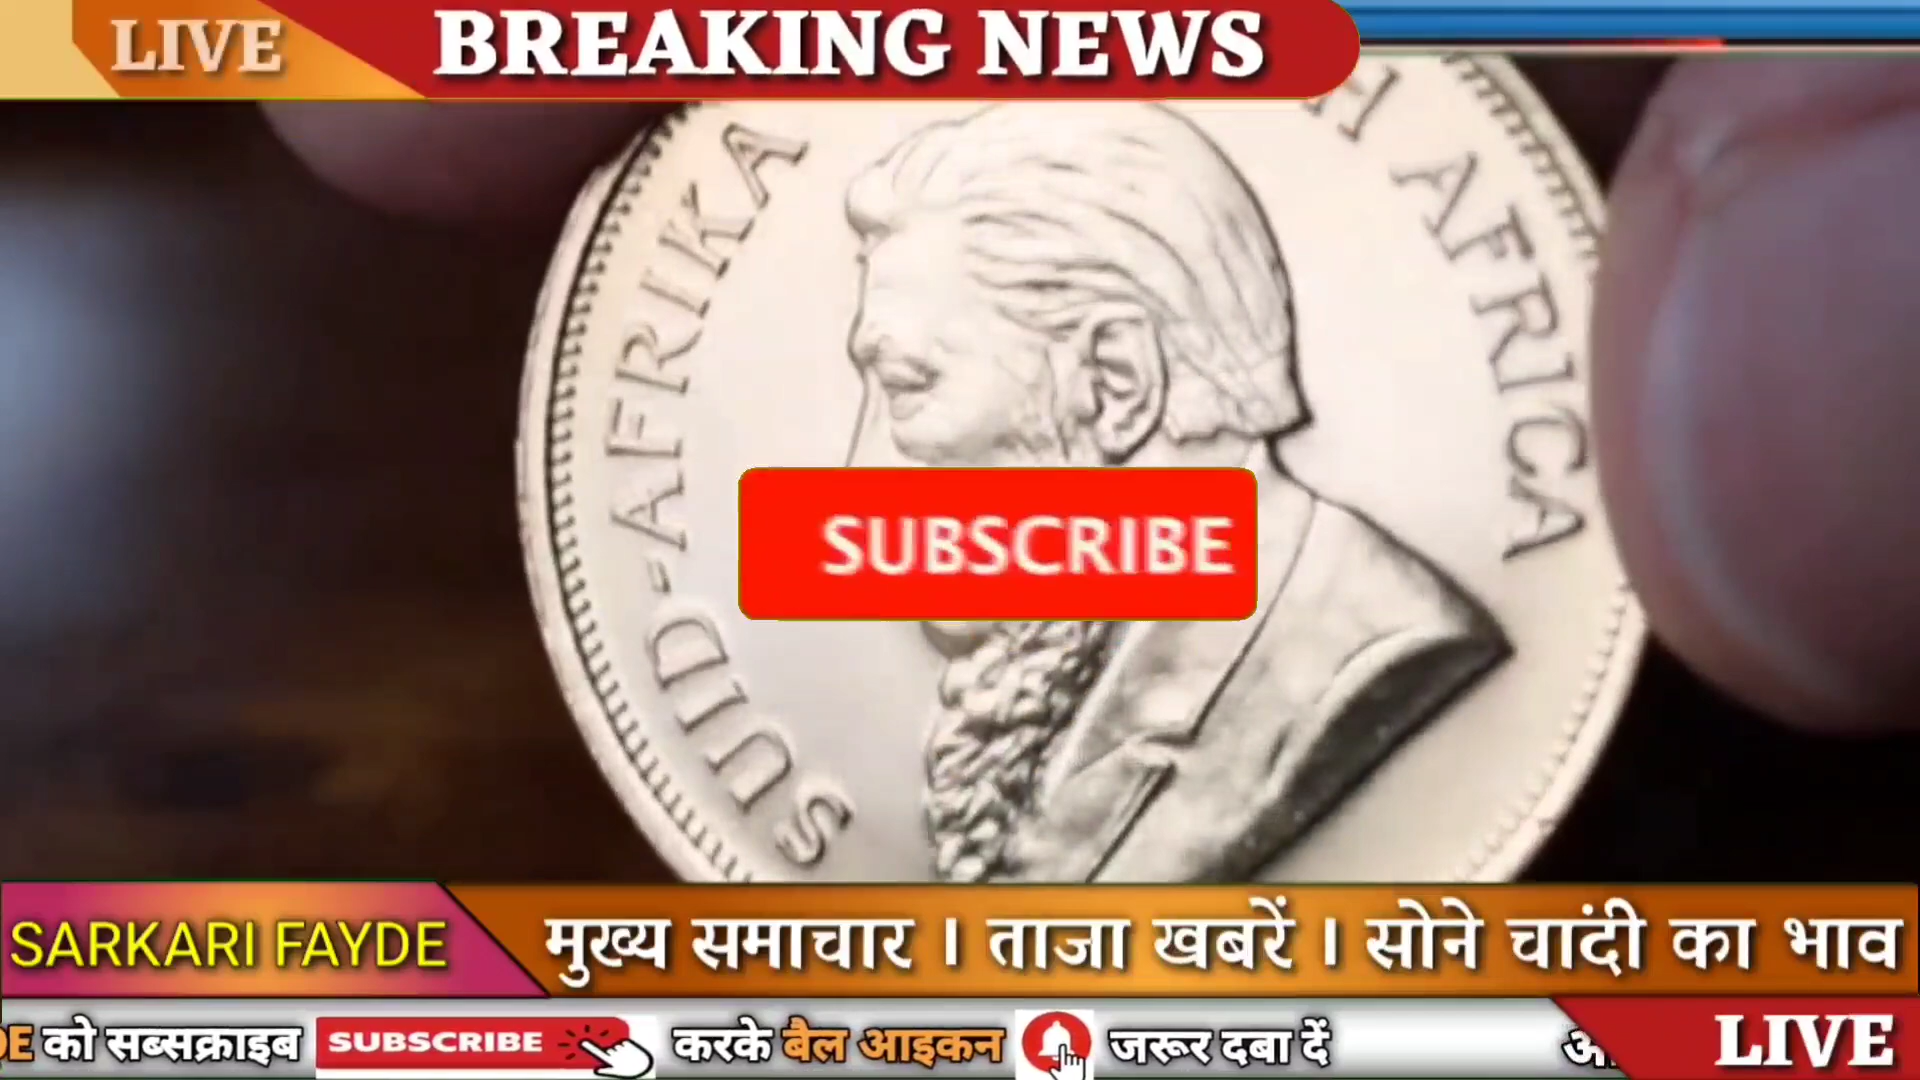 LIVE BREAKING NEWS
SUID-AFRIKA
AFRICA
SUBSCRIBE
SARKARI FAYDE मुख्य समाचार । ताजा खबरें । सोने चांदी का भाव
को सब्सक्राइब SUBSCRIBE करके बैल आइकन जरूर दबा दें
LIVE